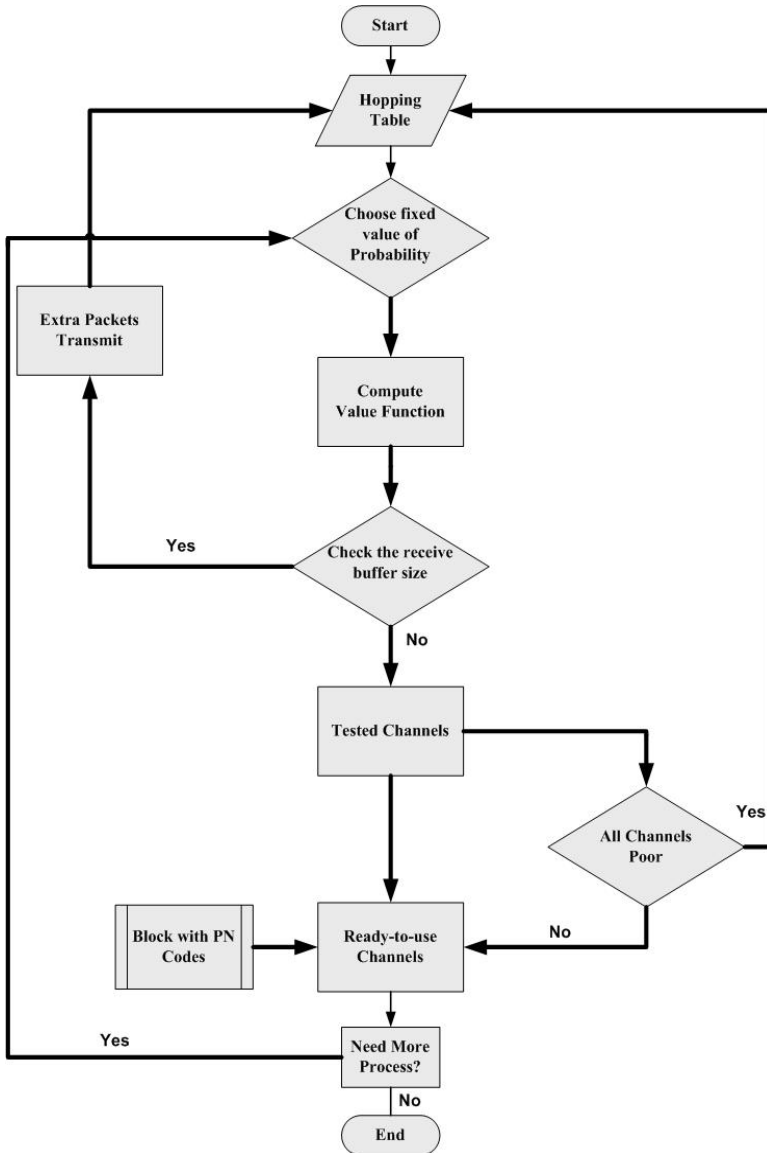 Start
Hopping
Table
Choose fixed
value of
Probability
Extra Packets
Transmit
Compute
Value Function
Yes
Check the receive
buffer size
No
Tested Channels
All Channels
Poor
Yes
Block with PN
Codes
Ready-to-use
Channels
No
Yes
Need More
Process?
No
End